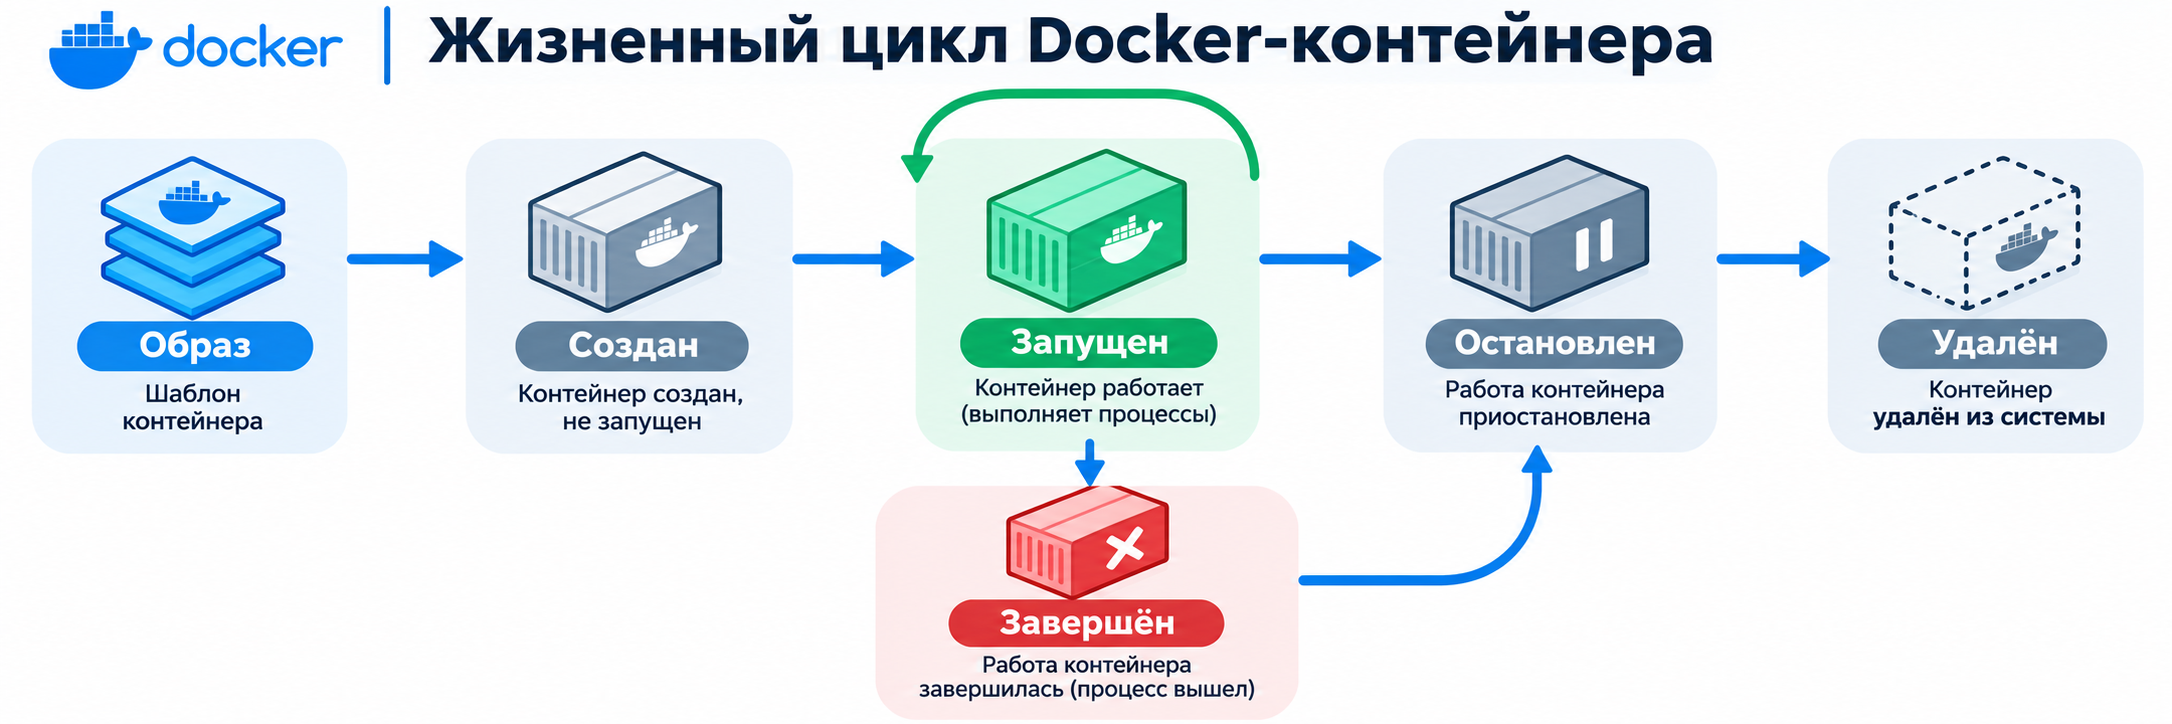 docker
Жизненный цикл Docker-контейнера
Образ
Шаблон
контейнера
Создан
Контейнер создан,
не запущен
Запущен
Контейнер работает
(выполняет процессы)
Остановлен
Работа контейнера
приостановлена
Удалён
Контейнер
удалён из системы
Завершён
Работа контейнера
завершилась (процесс вышел)